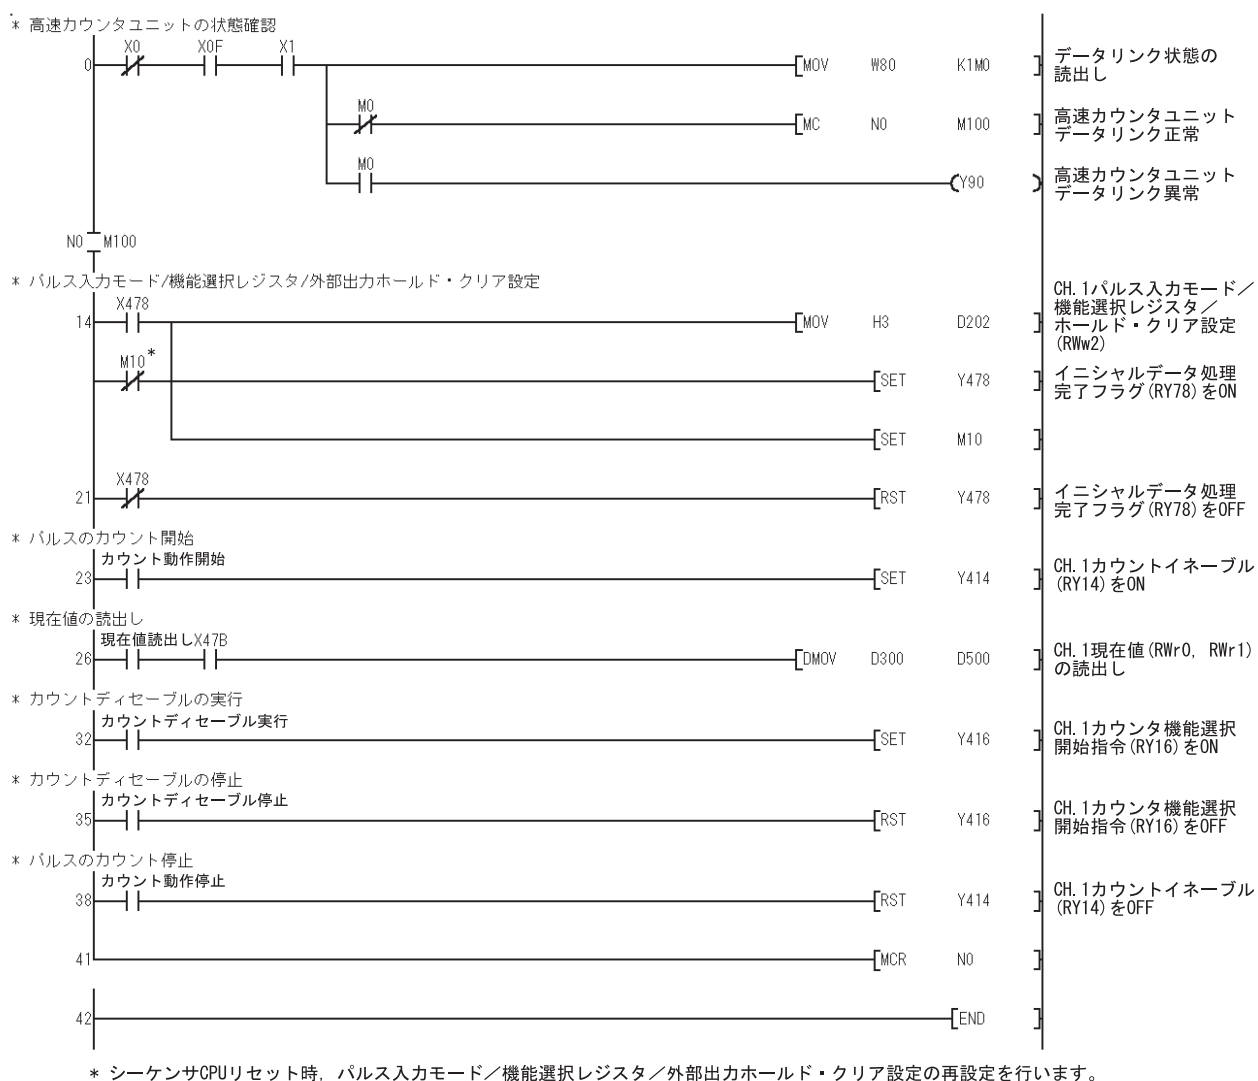 * 高速カウンタユニットの状態確認
X0 X0F X1
0 MOV W80 K1M0 データリンク状態の
読出し
M0
MC N0 M100 高速カウンタユニット
データリンク正常
M0
Y90 高速カウンタユニット
データリンク異常
N0 M100
* パルス入力モード/機能選択レジスタ/外部出力ホールド・クリア設定
X478
14 MOV H3 D202 CH.1パルス入力モード／
機能選択レジスタ／
ホールド・クリア設定
(RWw2)
M10*
SET Y478 イニシャルデータ処理
完了フラグ(RY78)をON
SET M10
X478
21 RST Y478 イニシャルデータ処理
完了フラグ(RY78)をOFF
* パルスのカウント開始
カウント動作開始
23 SET Y414 CH.1カウントイネーブル
(RY14)をON
* 現在値の読出し
現在値読出し X47B
26 DMOV D300 D500 CH.1現在値(RWr0, RWr1)
の読出し
* カウントディセーブルの実行
カウントディセーブル実行
32 SET Y416 CH.1カウンタ機能選択
開始指令(RY16)をON
* カウントディセーブルの停止
カウントディセーブル停止
35 RST Y416 CH.1カウンタ機能選択
開始指令(RY16)をOFF
* パルスのカウント停止
カウント動作停止
38 RST Y414 CH.1カウントイネーブル
(RY14)をOFF
41 MCR N0
42 END
* シーケンサCPUリセット時，パルス入力モード／機能選択レジスタ／外部出力ホールド・クリア設定の再設定を行います。